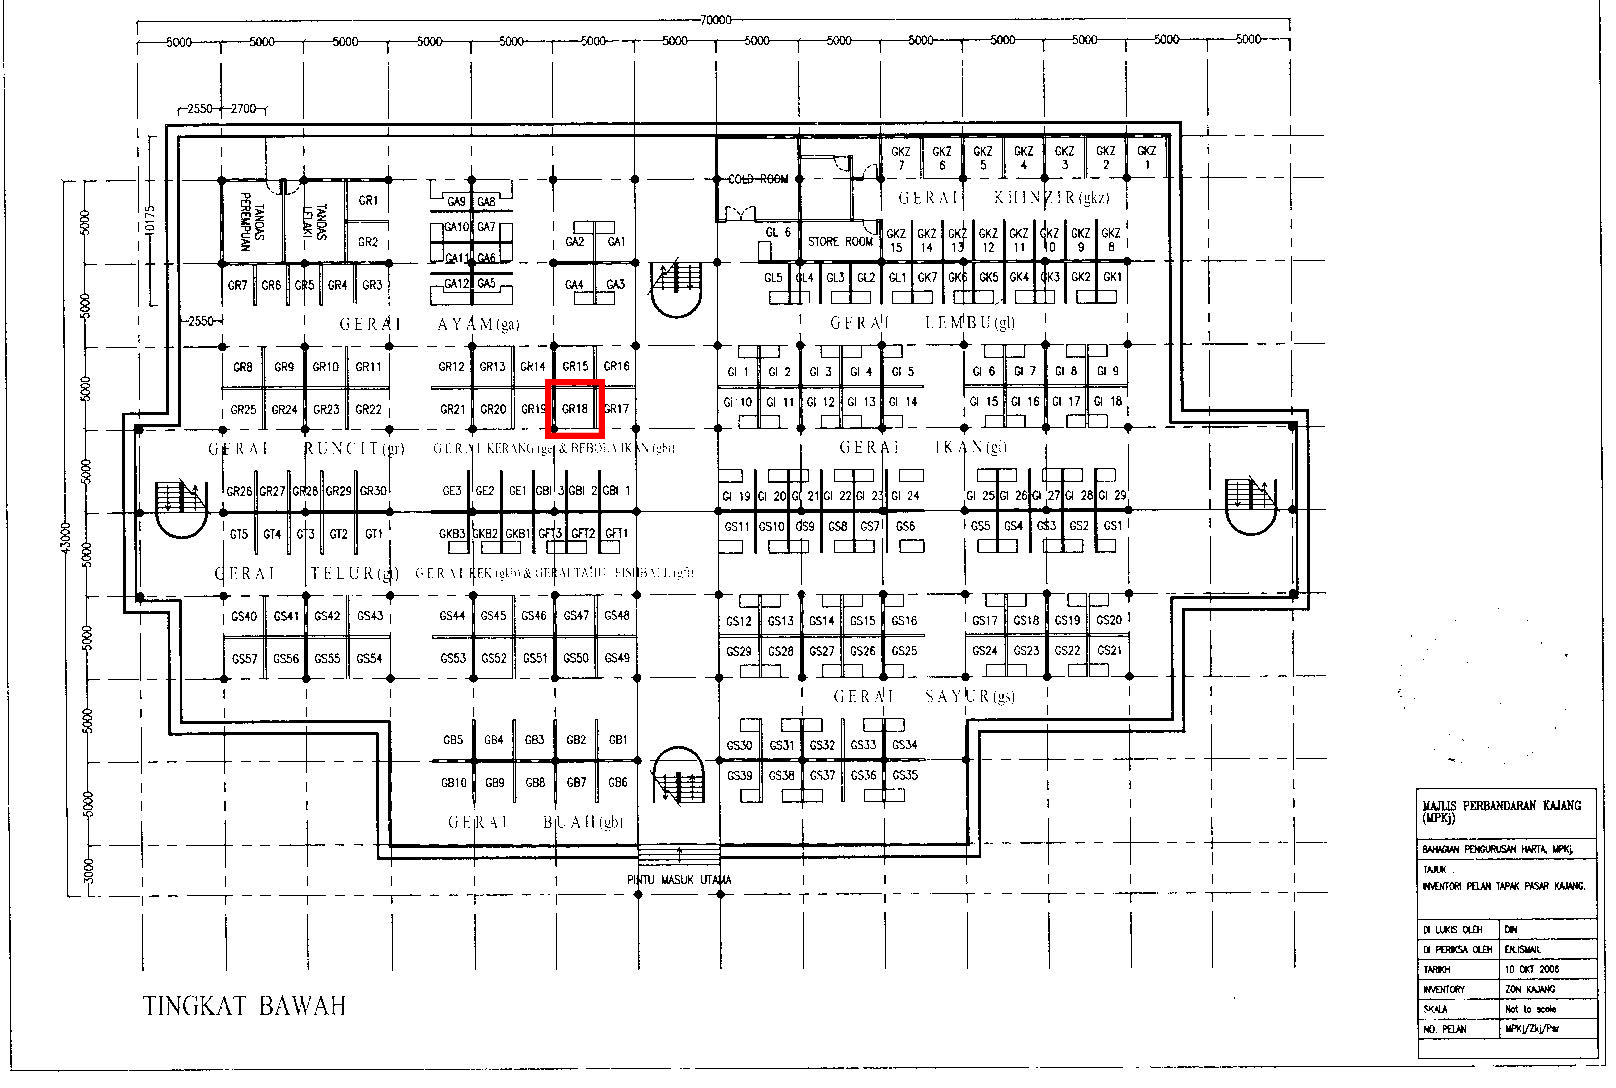 70000
5000 5000 5000 5000 5000 5000 5000 5000 5000 5000 5000 5000 5000 5000
2550 2700
GKZ 7 GKZ 6 GKZ 5 GKZ 4 GKZ 3 GKZ 2 GKZ 1
COLD ROOM
GERAI KHINZIR(gkz)
TANDAS PEREMPUAN
TANDAS LELAKI
GR1
GR2
GA9 GA8
GA10 GA7
GA11 GA6
GA12 GA5
GA2 GA1
GA4 GA3
GL 6
STORE ROOM
GKZ 15 GKZ 14 GKZ 13 GKZ 12 GKZ 11 GKZ 10 GKZ 9 GKZ 8
GR7 GR6 GR5 GR4 GR3
GL5 GL4 GL3 GL2 GL1 GK7 GK6 GK5 GK4 GK3 GK2 GK1
10175
2550
GERAI AYAM(ga)
GERAI LEMBU(gl)
GR8 GR9 GR10 GR11 GR12 GR13 GR14 GR15 GR16
GI 1 GI 2 GI 3 GI 4 GI 5 GI 6 GI 7 GI 8 GI 9
GR25 GR24 GR23 GR22 GR21 GR20 GR19 GR18 GR17
GI 10 GI 11 GI 12 GI 13 GI 14 GI 15 GI 16 GI 17 GI 18
GERAI RUNCIT(gr)
GERAI KERANG(ge) & BEBOLA IKAN(gbi)
GERAI IKAN(gi)
GR26 GR27 GR28 GR29 GR30 GE3 GE2 GE1 GBI 3 GBI 2 GBI 1
GI 19 GI 20 GI 21 GI 22 GI 23 GI 24 GI 25 GI 26 GI 27 GI 28 GI 29
GT5 GT4 GT3 GT2 GT1 GKB3 GKB2 GKB1 GFT3 GFT2 GFT1
GS11 GS10 GS9 GS8 GS7 GS6 GS5 GS4 GS3 GS2 GS1
GERAI TELUR(gt)
GERAI KEK(gkb) & GERAI TAHU FISHBALL(gft)
GS40 GS41 GS42 GS43 GS44 GS45 GS46 GS47 GS48
GS12 GS13 GS14 GS15 GS16 GS17 GS18 GS19 GS20
GS57 GS56 GS55 GS54 GS53 GS52 GS51 GS50 GS49
GS29 GS28 GS27 GS26 GS25 GS24 GS23 GS22 GS21
GERAI SAYUR(gs)
GB5 GB4 GB3 GB2 GB1
GS30 GS31 GS32 GS33 GS34
GB10 GB9 GB8 GB7 GB6
GS39 GS38 GS37 GS36 GS35
GERAI BUAH(gb)
PINTU MASUK UTAMA
43000
5000
5000
5000
5000
5000
5000
5000
5000
3000
TINGKAT BAWAH
MAJLIS PERBANDARAN KAJANG
(MPKj)
BAHAGIAN PENGURUSAN HARTA, MPKj,
TAJUK :
INVENTORI PELAN TAPAK PASAR KAJANG.
DI LUKIS OLEH DIN
DI PERIKSA OLEH EN.ISMAIL
TARIKH 10 OKT 2006
INVENTORY ZON KAJANG
SKALA Not to scale
NO. PELAN MPKj/Zkj/Psr